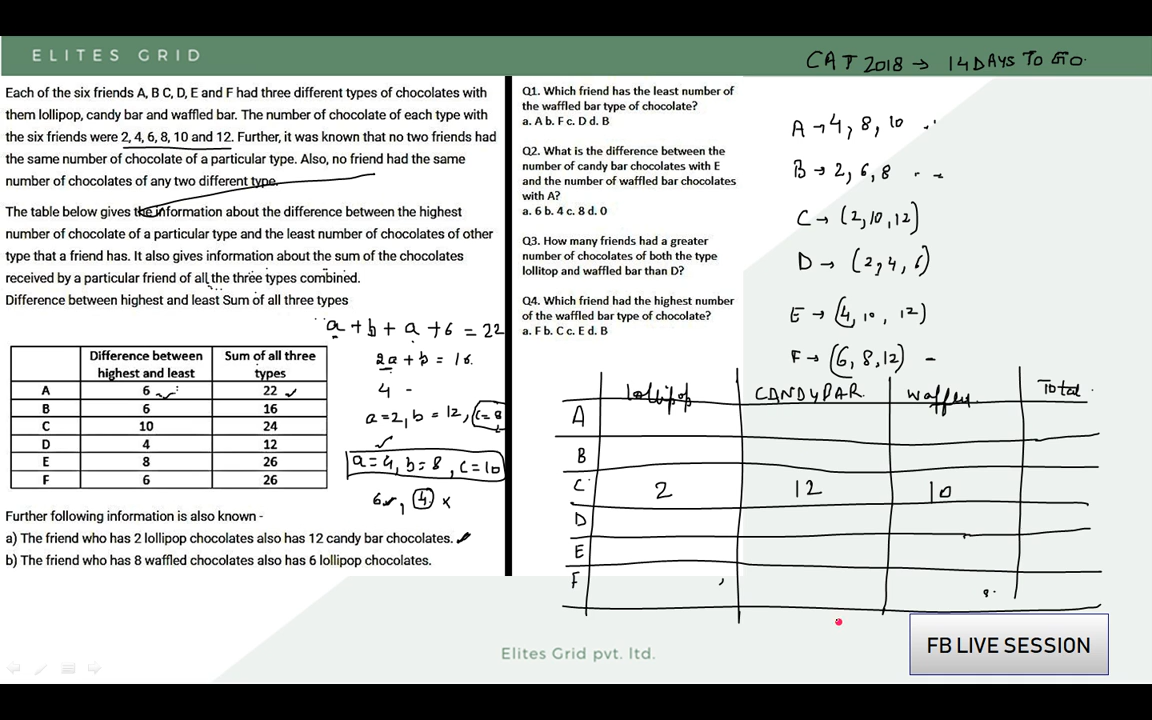 ELITES GRID
CAT 2018 → 14 DAYS TO GO.
Each of the six friends A, B C, D, E and F had three different types of chocolates with
them lollipop, candy bar and waffled bar. The number of chocolate of each type with
the six friends were 2, 4, 6, 8, 10 and 12. Further, it was known that no two friends had
the same number of chocolate of a particular type. Also, no friend had the same
number of chocolates of any two different type.
The table below gives the information about the difference between the highest
number of chocolate of a particular type and the least number of chocolates of other
type that a friend has. It also gives information about the sum of the chocolates
received by a particular friend of all the three types combined.
Difference between highest and least Sum of all three types
Difference between highest and least Sum of all three types
A 6 22
B 6 16
C 10 24
D 4 12
E 8 26
F 6 26
Further following information is also known -
a) The friend who has 2 lollipop chocolates also has 12 candy bar chocolates.
b) The friend who has 8 waffled chocolates also has 6 lollipop chocolates.
a + b + a + 6 = 22
2a + b = 16
4 -
a = 2, b = 12, c = 8
a = 4, b = 8, c = 10
6, 4 x
Q1. Which friend has the least number of
the waffled bar type of chocolate?
a. A b. F c. D d. B
Q2. What is the difference between the
number of candy bar chocolates with E
and the number of waffled bar chocolates
with A?
a. 6 b. 4 c. 8 d. 0
Q3. How many friends had a greater
number of chocolates of both the type
lollitop and waffled bar than D?
Q4. Which friend had the highest number
of the waffled bar type of chocolate?
a. F b. C c. E d. B
A → 4, 8, 10
B → 2, 6, 8
C → (2, 10, 12)
D → (2, 4, 6)
E → (4, 10, 12)
F → (6, 8, 12) -
lollipop CANDYBAR Total
A
B
C 2 12 10
D
E
F
Elites Grid pvt. ltd.
FB LIVE SESSION